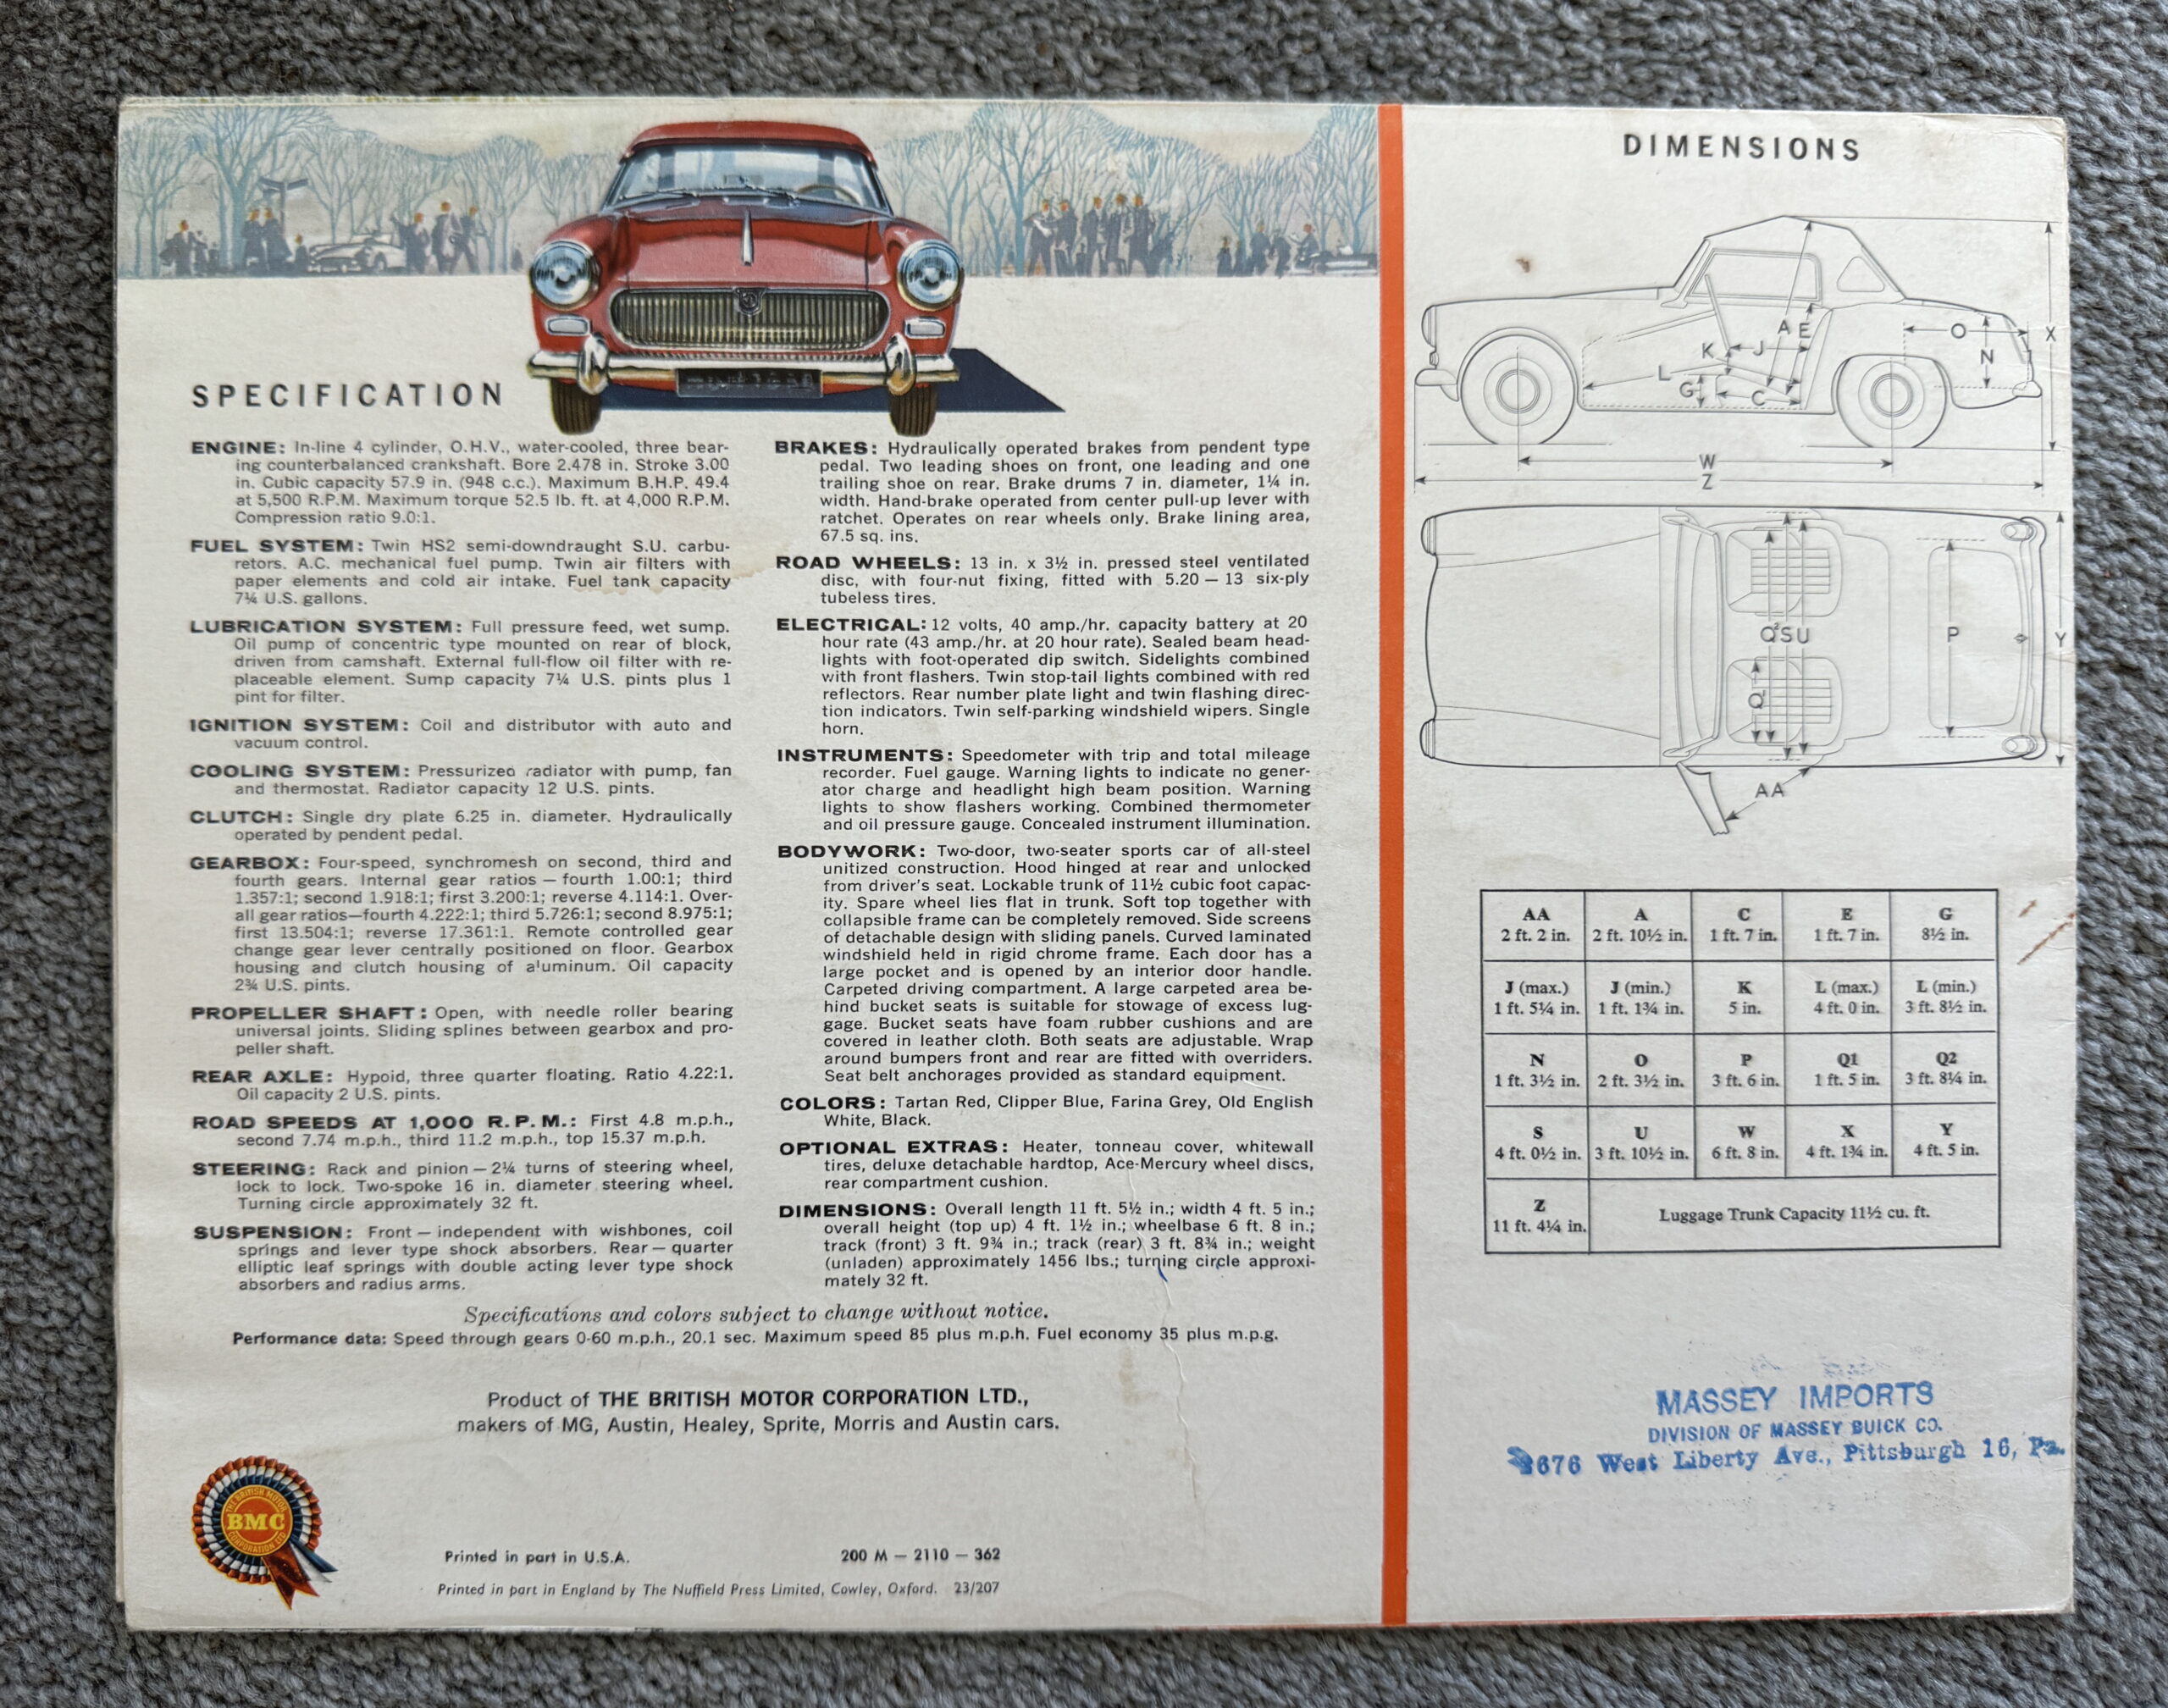 SPECIFICATION
ENGINE: In-line 4 cylinder, O.H.V., water-cooled, three bear-
ing counterbalanced crankshaft. Bore 2.478 in. Stroke 3.00
in. Cubic capacity 57.9 in. (948 c.c.). Maximum B.H.P. 49.4
at 5,500 R.P.M. Maximum torque 52.5 lb. ft. at 4,000 R.P.M.
Compression ratio 9.0:1.
FUEL SYSTEM: Twin HS2 semi-downdraught S.U. carbu-
retors. A.C. mechanical fuel pump. Twin air filters with
paper elements and cold air intake. Fuel tank capacity
7¼ U.S. gallons.
LUBRICATION SYSTEM: Full pressure feed, wet sump.
Oil pump of concentric type mounted on rear of block,
driven from camshaft. External full-flow oil filter with re-
placeable element. Sump capacity 7¼ U.S. pints plus 1
pint for filter.
IGNITION SYSTEM: Coil and distributor with auto and
vacuum control.
COOLING SYSTEM: Pressurized radiator with pump, fan
and thermostat. Radiator capacity 12 U.S. pints.
CLUTCH: Single dry plate 6.25 in. diameter. Hydraulically
operated by pendent pedal.
GEARBOX: Four-speed, synchromesh on second, third and
fourth gears. Internal gear ratios — fourth 1.00:1; third
1.357:1; second 1.918:1; first 3.200:1; reverse 4.114:1. Over-
all gear ratios—fourth 4.222:1; third 5.726:1; second 8.975:1;
first 13.504:1; reverse 17.361:1. Remote controlled gear
change gear lever centrally positioned on floor. Gearbox
housing and clutch housing of aluminum. Oil capacity
2¾ U.S. pints.
PROPELLER SHAFT: Open, with needle roller bearing
universal joints. Sliding splines between gearbox and pro-
peller shaft.
REAR AXLE: Hypoid, three quarter floating. Ratio 4.22:1.
Oil capacity 2 U.S. pints.
ROAD SPEEDS AT 1,000 R.P.M.: First 4.8 m.p.h.,
second 7.74 m.p.h., third 11.2 m.p.h., top 15.37 m.p.h.
STEERING: Rack and pinion — 2¼ turns of steering wheel,
lock to lock. Two-spoke 16 in. diameter steering wheel.
Turning circle approximately 32 ft.
SUSPENSION: Front — independent with wishbones, coil
springs and lever type shock absorbers. Rear — quarter
elliptic leaf springs with double acting lever type shock
absorbers and radius arms.
BRAKES: Hydraulically operated brakes from pendent type
pedal. Two leading shoes on front, one leading and one
trailing shoe on rear. Brake drums 7 in. diameter, 1¼ in.
width. Hand-brake operated from center pull-up lever with
ratchet. Operates on rear wheels only. Brake lining area,
67.5 sq. ins.
ROAD WHEELS: 13 in. x 3½ in. pressed steel ventilated
disc, with four-nut fixing, fitted with 5.20 — 13 six-ply
tubeless tires.
ELECTRICAL: 12 volts, 40 amp./hr. capacity battery at 20
hour rate (43 amp./hr. at 20 hour rate). Sealed beam head-
lights with foot-operated dip switch. Sidelights combined
with front flashers. Twin stop-tail lights combined with red
reflectors. Rear number plate light and twin flashing direc-
tion indicators. Twin self-parking windshield wipers. Single
horn.
INSTRUMENTS: Speedometer with trip and total mileage
recorder. Fuel gauge. Warning lights to indicate no gener-
ator charge and headlight high beam position. Warning
lights to show flashers working. Combined thermometer
and oil pressure gauge. Concealed instrument illumination.
BODYWORK: Two-door, two-seater sports car of all-steel
unitized construction. Hood hinged at rear and unlocked
from driver's seat. Lockable trunk of 11½ cubic foot capac-
ity. Spare wheel lies flat in trunk. Soft top together with
collapsible frame can be completely removed. Side screens
of detachable design with sliding panels. Curved laminated
windshield held in rigid chrome frame. Each door has a
large pocket and is opened by an interior door handle.
Carpeted driving compartment. A large carpeted area be-
hind bucket seats is suitable for stowage of excess lug-
gage. Bucket seats have foam rubber cushions and are
covered in leather cloth. Both seats are adjustable. Wrap
around bumpers front and rear are fitted with overriders.
Seat belt anchorages provided as standard equipment.
COLORS: Tartan Red, Clipper Blue, Farina Grey, Old English
White, Black.
OPTIONAL EXTRAS: Heater, tonneau cover, whitewall
tires, deluxe detachable hardtop, Ace-Mercury wheel discs,
rear compartment cushion.
DIMENSIONS: Overall length 11 ft. 5½ in.; width 4 ft. 5 in.;
overall height (top up) 4 ft. 1½ in.; wheelbase 6 ft. 8 in.;
track (front) 3 ft. 9¾ in.; track (rear) 3 ft. 8¾ in.; weight
(unladen) approximately 1456 lbs.; turning circle approxi-
mately 32 ft.
Specifications and colors subject to change without notice.
Performance data: Speed through gears 0-60 m.p.h., 20.1 sec. Maximum speed 85 plus m.p.h. Fuel economy 35 plus m.p.g.
Product of THE BRITISH MOTOR CORPORATION LTD.,
makers of MG, Austin, Healey, Sprite, Morris and Austin cars.
THE BRITISH MOTOR
BMC
CORPORATION LTD
Printed in part in U.S.A. 200 M — 2110 — 362
Printed in part in England by The Nuffield Press Limited, Cowley, Oxford. 23/207
DIMENSIONS
A E O X
K J N
L G C
W
Z
Q2 S U P Y
Q1
AA
AA A C E G
2 ft. 2 in. 2 ft. 10½ in. 1 ft. 7 in. 1 ft. 7 in. 8½ in.
J (max.) J (min.) K L (max.) L (min.)
1 ft. 5¼ in. 1 ft. 1¾ in. 5 in. 4 ft. 0 in. 3 ft. 8½ in.
N O P Q1 Q2
1 ft. 3½ in. 2 ft. 3½ in. 3 ft. 6 in. 1 ft. 5 in. 3 ft. 8¼ in.
S U W X Y
4 ft. 0½ in. 3 ft. 10½ in. 6 ft. 8 in. 4 ft. 1¾ in. 4 ft. 5 in.
Z
11 ft. 4¼ in. Luggage Trunk Capacity 11½ cu. ft.
MASSEY IMPORTS
DIVISION OF MASSEY BUICK CO.
2676 West Liberty Ave., Pittsburgh 16, Pa.